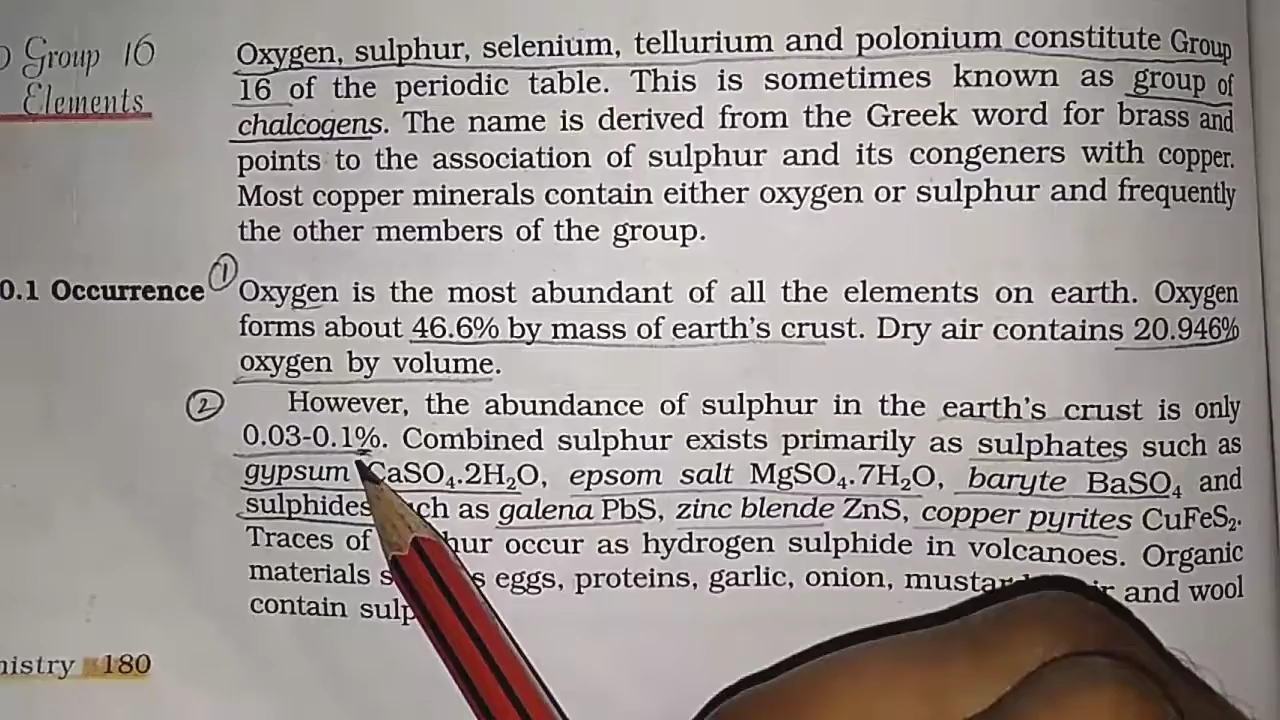 Group 16
Elements
Oxygen, sulphur, selenium, tellurium and polonium constitute Group
16 of the periodic table. This is sometimes known as group of
chalcogens. The name is derived from the Greek word for brass and
points to the association of sulphur and its congeners with copper.
Most copper minerals contain either oxygen or sulphur and frequently
the other members of the group.
0.1 Occurrence
① Oxygen is the most abundant of all the elements on earth. Oxygen
forms about 46.6% by mass of earth's crust. Dry air contains 20.946%
oxygen by volume.
② However, the abundance of sulphur in the earth's crust is only
0.03-0.1%. Combined sulphur exists primarily as sulphates such as
gypsum CaSO₄.2H₂O, epsom salt MgSO₄.7H₂O, baryte BaSO₄ and
sulphides as galena PbS, zinc blende ZnS, copper pyrites CuFeS₂.
Traces of occur as hydrogen sulphide in volcanoes. Organic
materials eggs, proteins, garlic, onion, and wool
contain
180